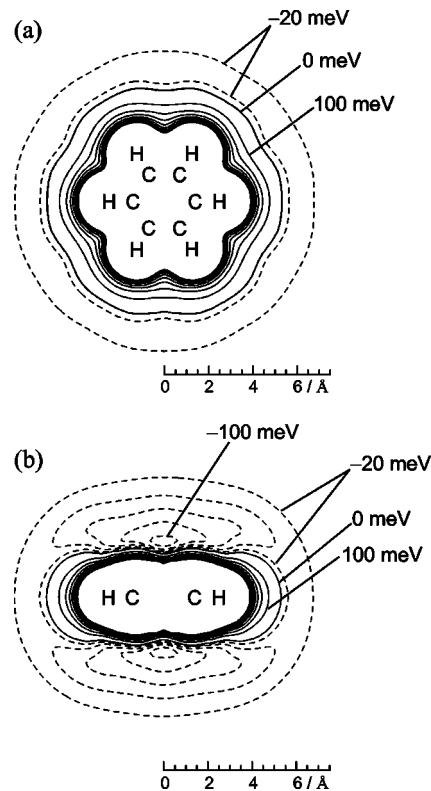 (a)
−20 meV
0 meV
100 meV
H H
C C
H C C H
C C
H H
0 2 4 6 / Å
(b)
−100 meV
−20 meV
0 meV
100 meV
H C C H
0 2 4 6 / Å